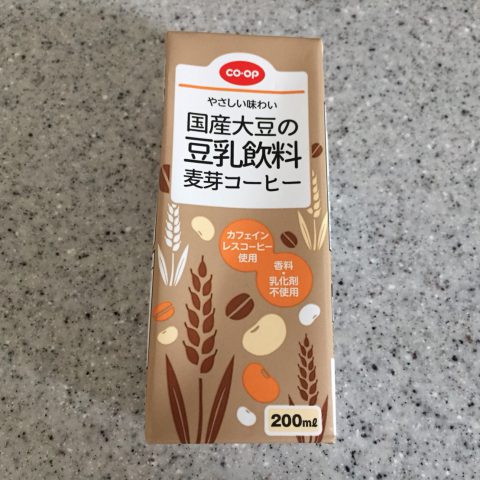 CO·OP
やさしい味わい
国産大豆の
豆乳飲料
麦芽コーヒー
カフェイン
レスコーヒー
使用
香料
・
乳化剤
不使用
200mℓ